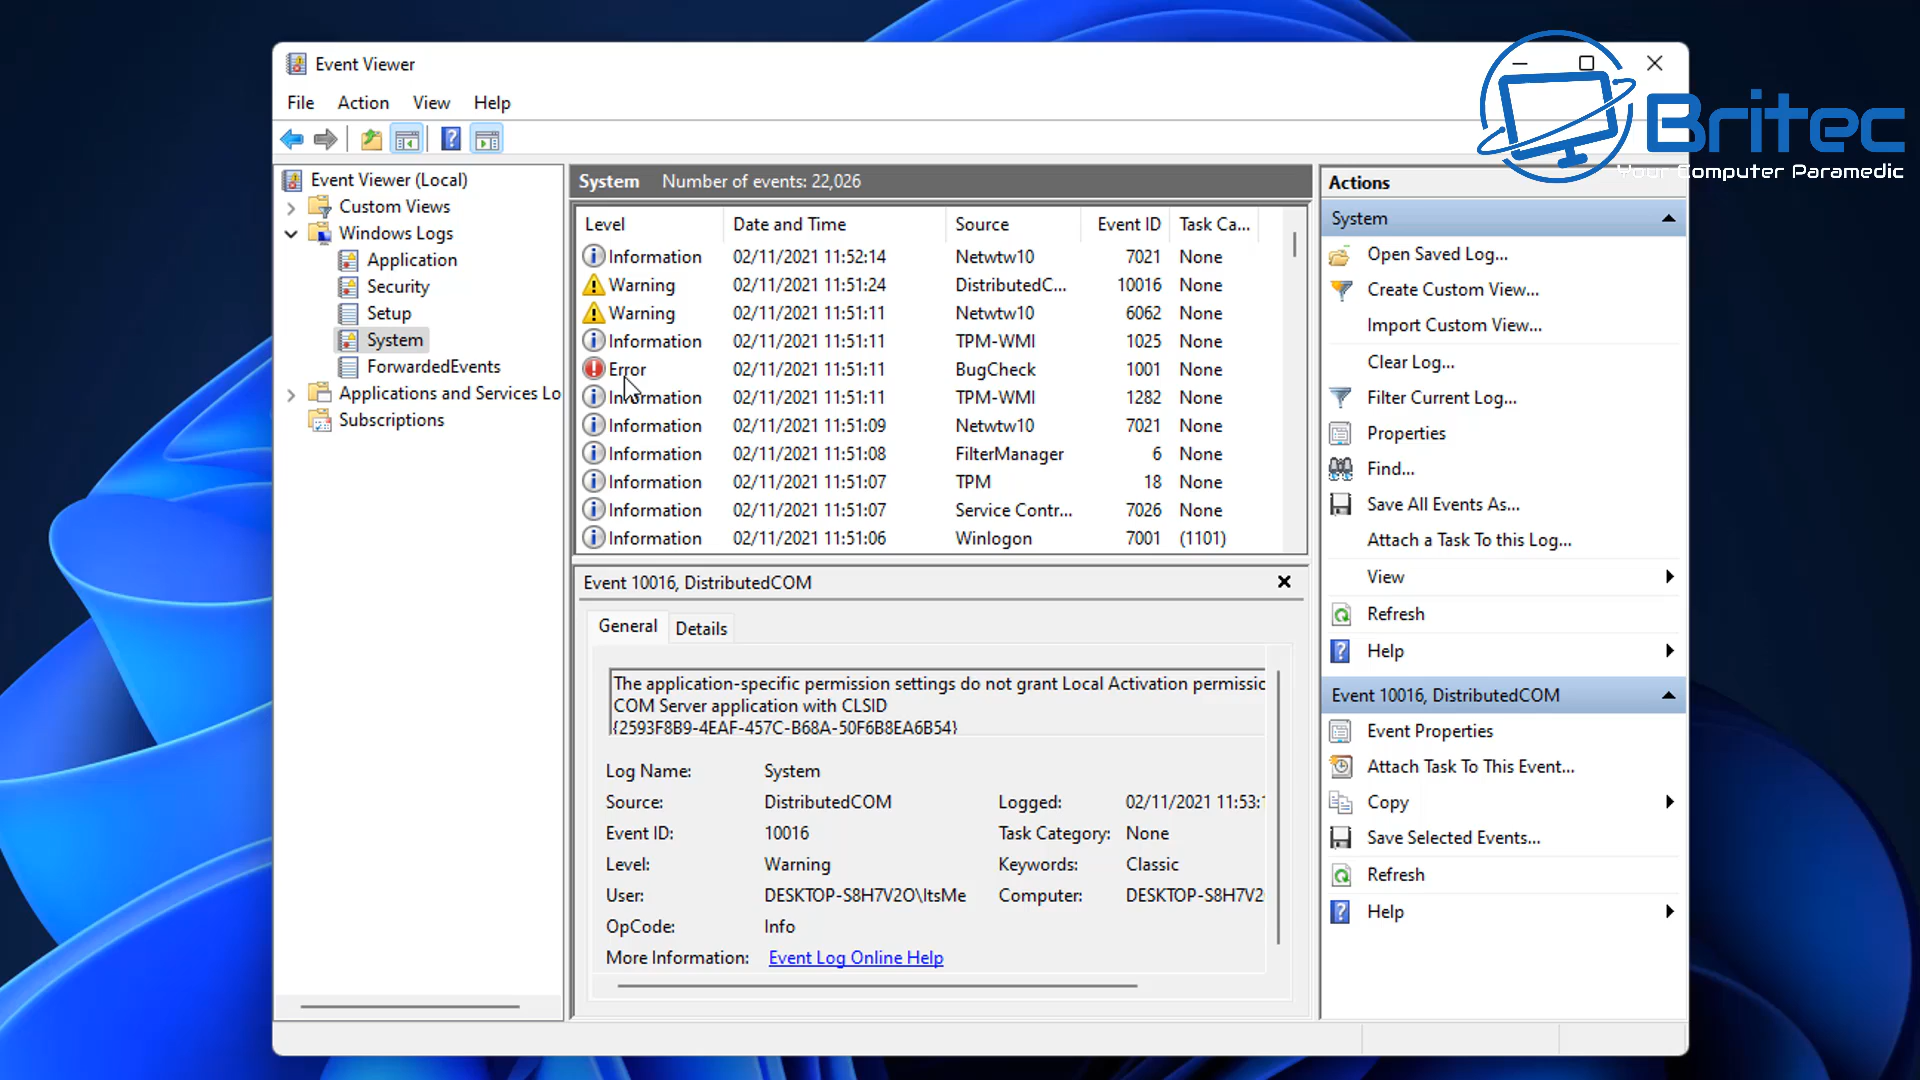 Event Viewer
Britec
Your Computer Paramedic
File Action View Help
Event Viewer (Local)
Custom Views
Windows Logs
Application
Security
Setup
System
ForwardedEvents
Applications and Services Lo
Subscriptions
System Number of events: 22,026
Level Date and Time Source Event ID Task Ca...
Information 02/11/2021 11:52:14 Netwtw10 7021 None
Warning 02/11/2021 11:51:24 DistributedC... 10016 None
Warning 02/11/2021 11:51:11 Netwtw10 6062 None
Information 02/11/2021 11:51:11 TPM-WMI 1025 None
Error 02/11/2021 11:51:11 BugCheck 1001 None
Information 02/11/2021 11:51:11 TPM-WMI 1282 None
Information 02/11/2021 11:51:09 Netwtw10 7021 None
Information 02/11/2021 11:51:08 FilterManager 6 None
Information 02/11/2021 11:51:07 TPM 18 None
Information 02/11/2021 11:51:07 Service Contr... 7026 None
Information 02/11/2021 11:51:06 Winlogon 7001 (1101)
Event 10016, DistributedCOM
General Details
The application-specific permission settings do not grant Local Activation permissic
COM Server application with CLSID
{2593F8B9-4EAF-457C-B68A-50F6B8EA6B54}
Log Name: System
Source: DistributedCOM Logged: 02/11/2021 11:53:1
Event ID: 10016 Task Category: None
Level: Warning Keywords: Classic
User: DESKTOP-S8H7V2O\ItsMe Computer: DESKTOP-S8H7V2
OpCode: Info
More Information: Event Log Online Help
Actions
System
Open Saved Log...
Create Custom View...
Import Custom View...
Clear Log...
Filter Current Log...
Properties
Find...
Save All Events As...
Attach a Task To this Log...
View
Refresh
Help
Event 10016, DistributedCOM
Event Properties
Attach Task To This Event...
Copy
Save Selected Events...
Refresh
Help